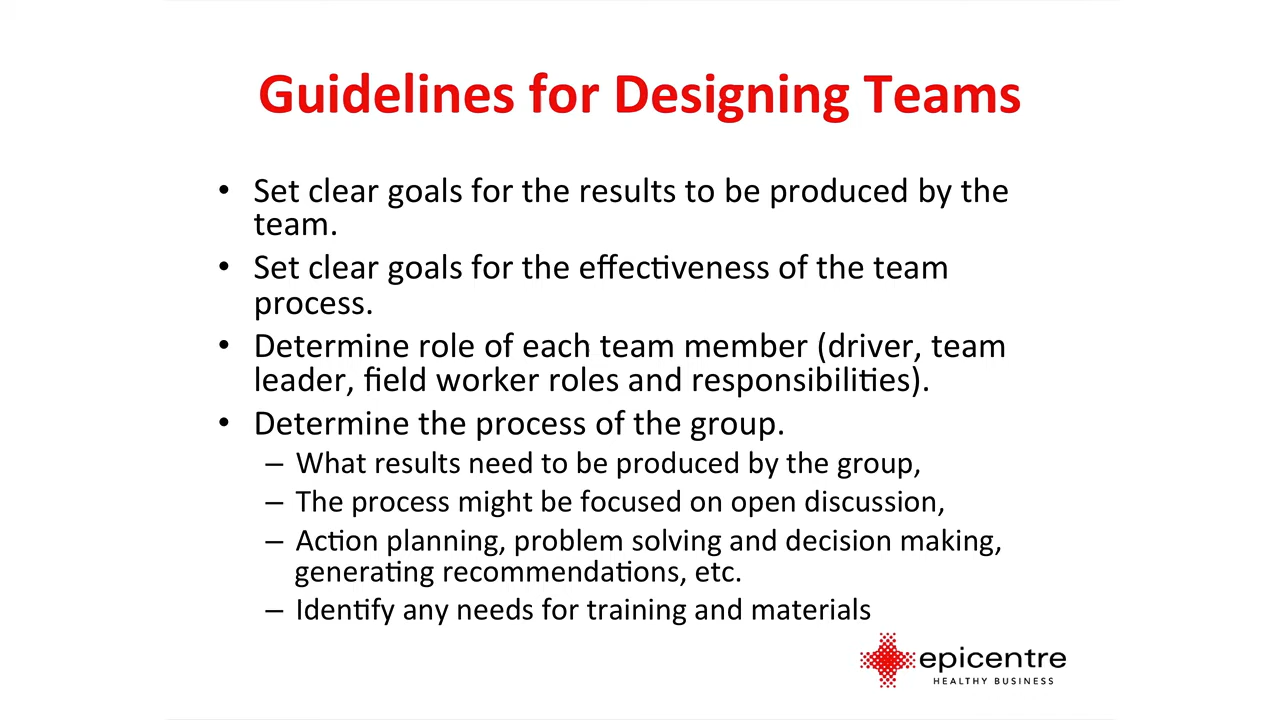 Guidelines for Designing Teams
• Set clear goals for the results to be produced by the
team.
• Set clear goals for the effectiveness of the team
process.
• Determine role of each team member (driver, team
leader, field worker roles and responsibilities).
• Determine the process of the group.
– What results need to be produced by the group,
– The process might be focused on open discussion,
– Action planning, problem solving and decision making,
generating recommendations, etc.
– Identify any needs for training and materials
epicentre
HEALTHY BUSINESS